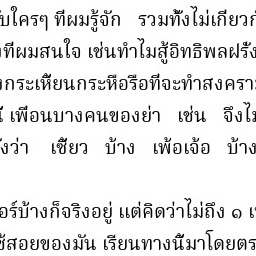 ับใครๆ ที่ผมรู้จัก รวมทั้งไม่เกี่ยวก
งที่ผมสนใจ เช่นทำไมสู้อิทธิพลฝรั่ง
งกระเหี้ยนกระหือรือที่จะทำสงครา
เพื่อนบางคนของย่า เช่น จึงไม
ังว่า เซี้ยว บ้าง เพ้อเจ้อ บ้าง
อร์บ้างก็จริงอยู่ แต่คิดว่าไม่ถึง ๑ เ
ช้สอยของมัน เรียนทางนี้มาโดยตร